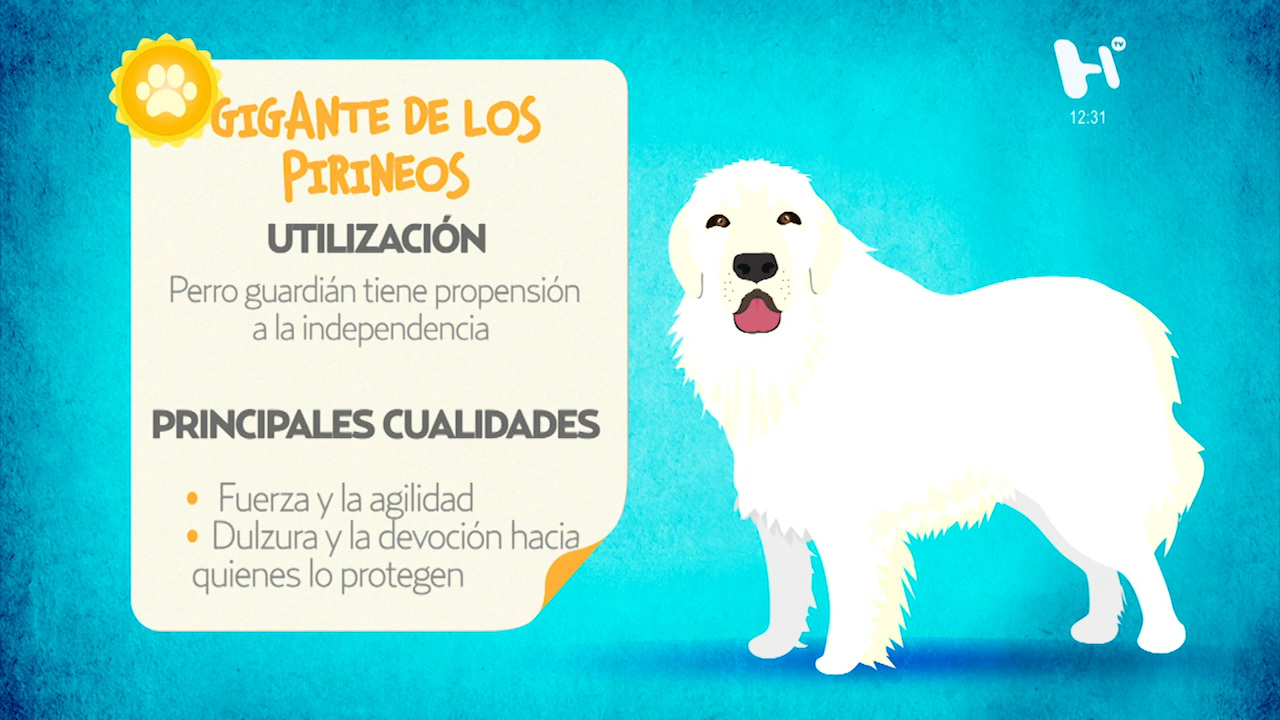 GIGANTE DE LOS
PIRINEOS
UTILIZACIÓN
Perro guardián tiene propensión
a la independencia
PRINCIPALES CUALIDADES
• Fuerza y la agilidad
• Dulzura y la devoción hacia
quienes lo protegen
H TV
12:31